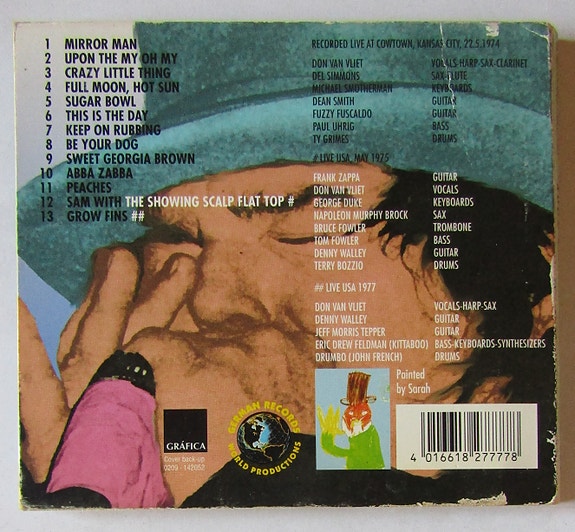 1 MIRROR MAN
2 UPON THE MY OH MY
3 CRAZY LITTLE THING
4 FULL MOON, HOT SUN
5 SUGAR BOWL
6 THIS IS THE DAY
7 KEEP ON RUBBING
8 BE YOUR DOG
9 SWEET GEORGIA BROWN
10 ABBA ZABBA
11 PEACHES
12 SAM WITH THE SHOWING SCALP FLAT TOP #
13 GROW FINS ##
RECORDED LIVE AT COWTOWN, KANSAS CITY, 22.5.1974
DON VAN VLIET VOCALS-HARP-SAX-CLARINET
DEL SIMMONS SAX-FLUTE
MICHAEL SMOTHERMAN KEYBOARDS
DEAN SMITH GUITAR
FUZZY FUSCALDO GUITAR
PAUL UHRIG BASS
TY GRIMES DRUMS
# LIVE USA, MAY 1975
FRANK ZAPPA GUITAR
DON VAN VLIET VOCALS
GEORGE DUKE KEYBOARDS
NAPOLEON MURPHY BROCK SAX
BRUCE FOWLER TROMBONE
TOM FOWLER BASS
DENNY WALLEY GUITAR
TERRY BOZZIO DRUMS
## LIVE USA 1977
DON VAN VLIET VOCALS-HARP-SAX
DENNY WALLEY GUITAR
JEFF MORRIS TEPPER GUITAR
ERIC DREW FELDMAN (KITTABOO) BASS-KEYBOARDS-SYNTHESIZERS
DRUMBO (JOHN FRENCH) DRUMS
Painted
by Sarah
GRÁFICA
Cover back-up
0209 - 142052
GERMAN RECORDS
WORLD PRODUCTIONS
4 016618 277778